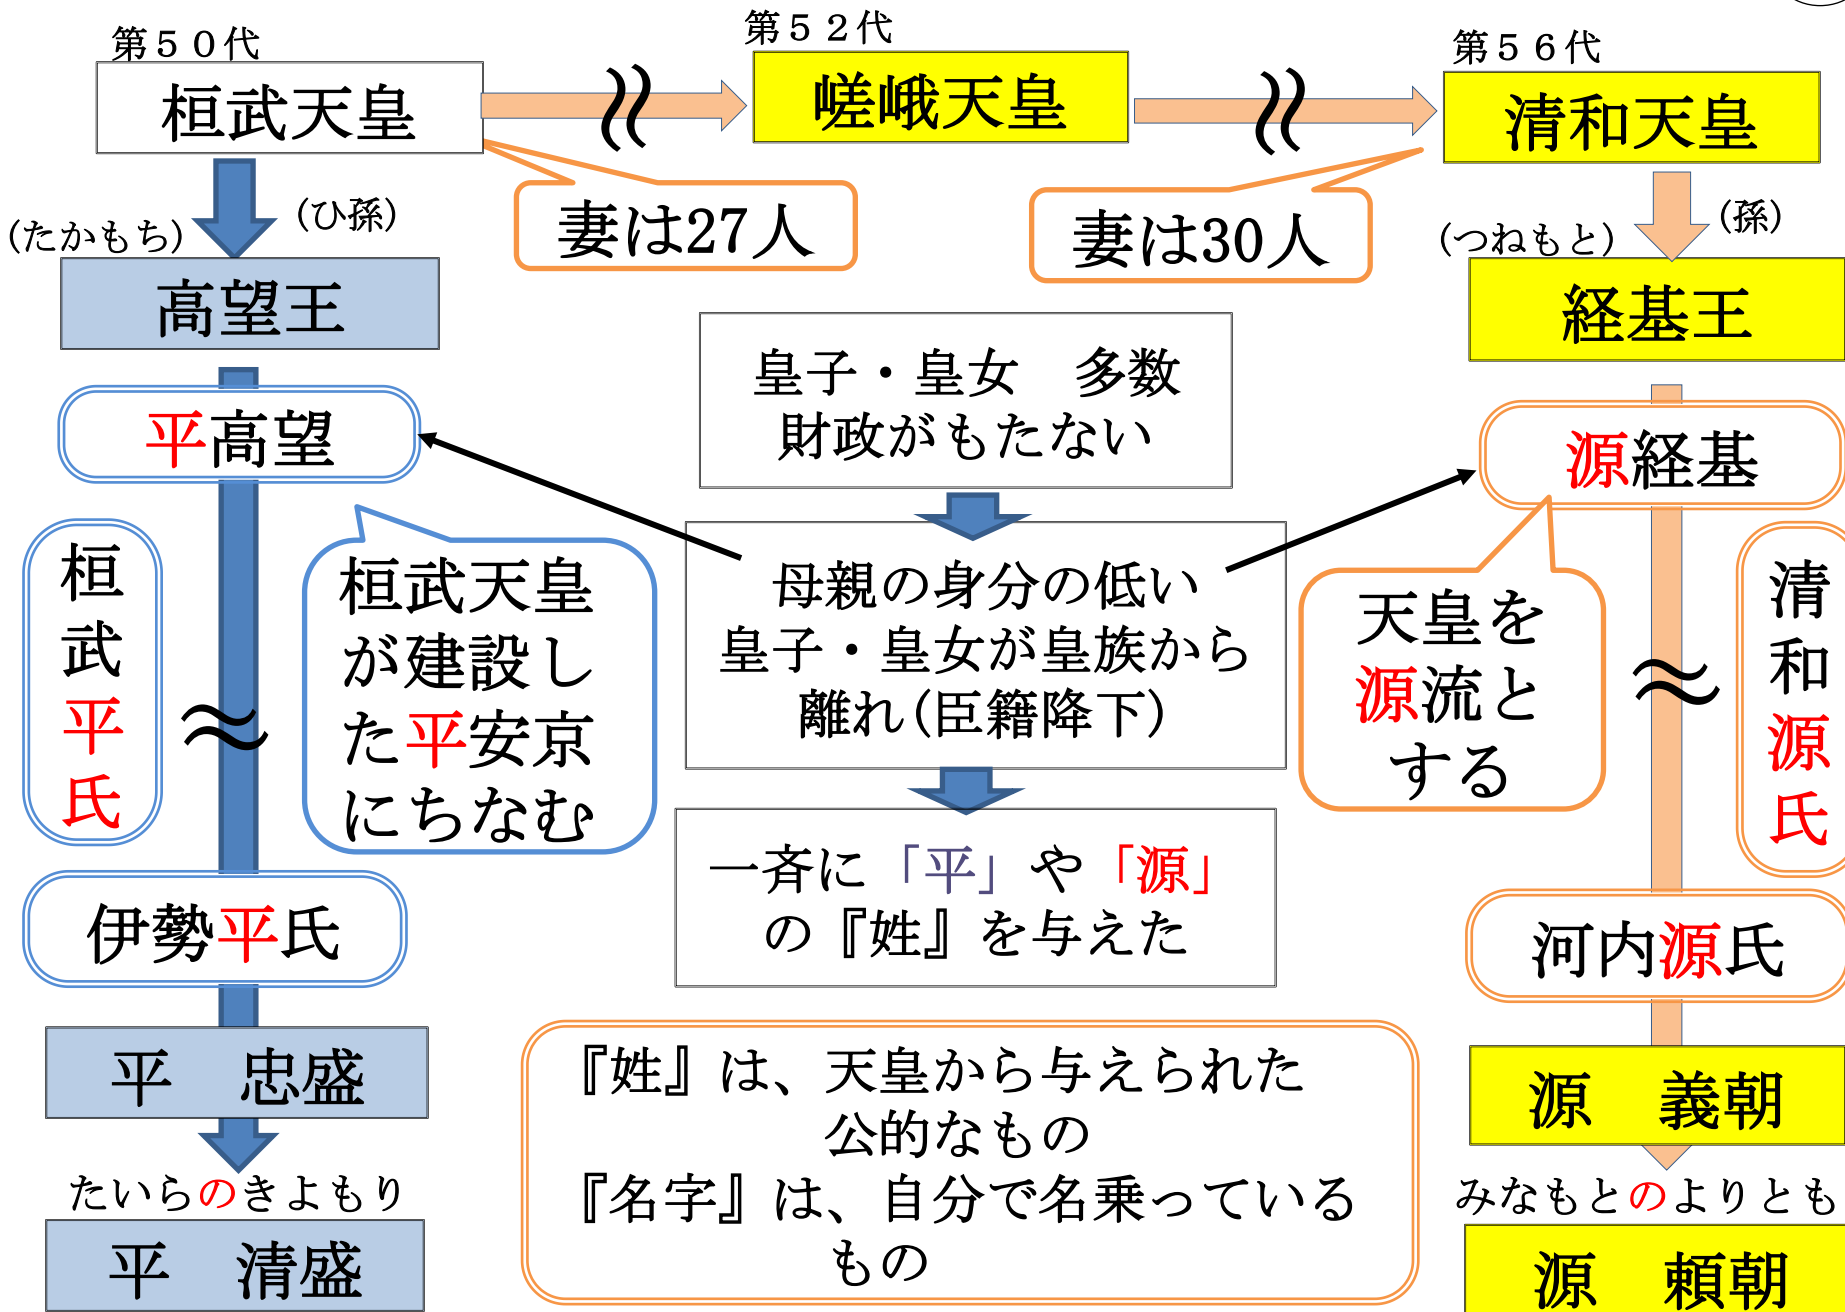 第５０代
桓武天皇
第５２代
嵯峨天皇
第５６代
清和天皇
妻は27人
妻は30人
(たかもち)
(ひ孫)
高望王
(つねもと)
(孫)
経基王
平高望
源経基
皇子・皇女　多数
財政がもたない
母親の身分の低い
皇子・皇女が皇族から
離れ(臣籍降下)
一斉に「平」や「源」
の『姓』を与えた
桓武平氏
桓武天皇
が建設し
た平安京
にちなむ
天皇を
源流と
する
清和源氏
伊勢平氏
河内源氏
平　忠盛
源　義朝
たいらのきよもり
平　清盛
みなもとのよりとも
源　頼朝
『姓』は、天皇から与えられた
公的なもの
『名字』は、自分で名乗っている
もの